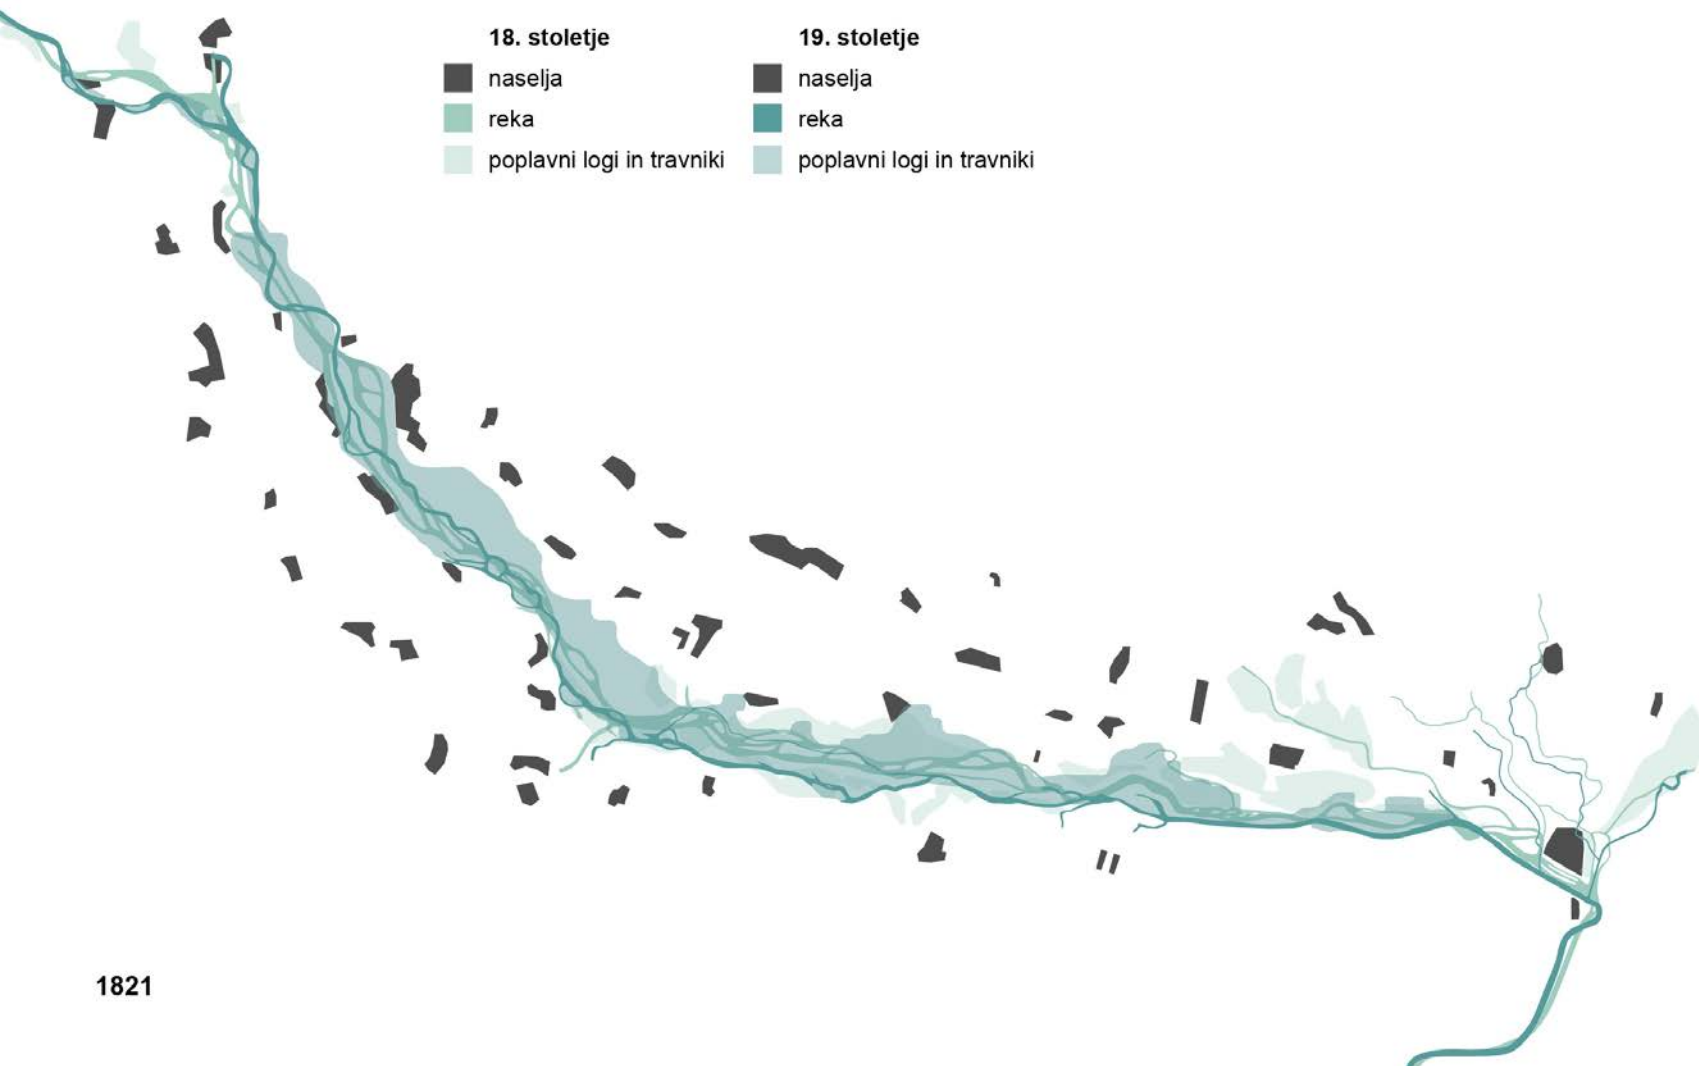 18. stoletje
naselja
reka
poplavni logi in travniki
19. stoletje
naselja
reka
poplavni logi in travniki
1821